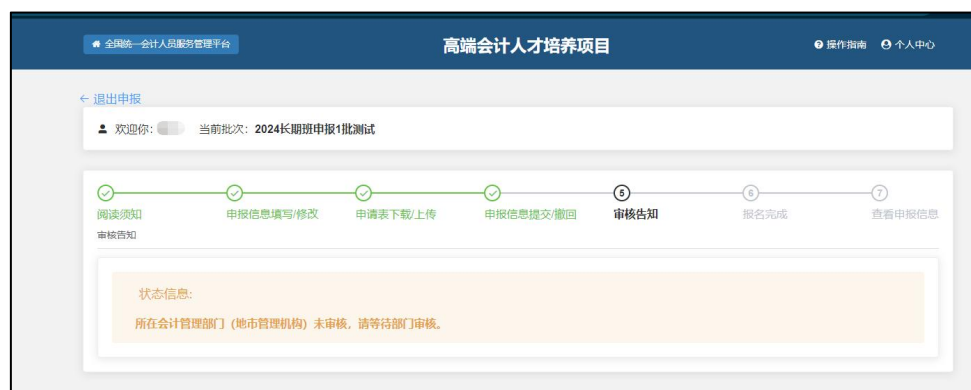 全国统一会计人员服务管理平台
高端会计人才培养项目
操作指南 个人中心
← 退出申报
欢迎你： 当前批次：2024长期班申报1批测试
5 6 7
阅读须知 申报信息填写/修改 申请表下载/上传 申报信息提交/撤回 审核告知 报名完成 查看申报信息
审核告知
状态信息：
所在会计管理部门（地市管理机构）未审核，请等待部门审核。